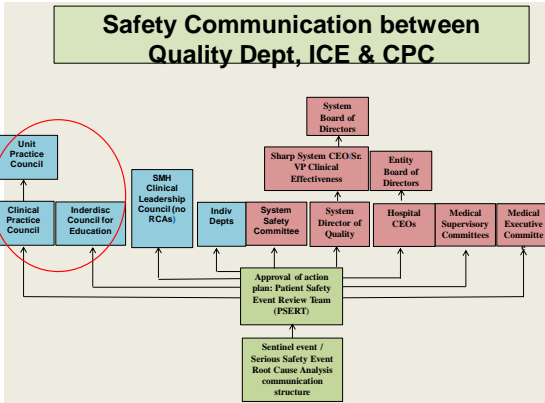 Safety Communication between
Quality Dept, ICE & CPC
System
Board of
Directors
Unit
Practice
Council
Sharp System CEO/Sr.
VP Clinical
Effectiveness
Entity
Board of
Directors
SMH
Clinical
Leadership
Council (no
RCAs)
Clinical
Practice
Council
Inderdisc
Council for
Education
Indiv
Depts
System
Safety
Committee
System
Director of
Quality
Hospital
CEOs
Medical
Supervisory
Committees
Medical
Executive
Committe
e
Approval of action
plan: Patient Safety
Event Review Team
(PSERT)
Sentinel event /
Serious Safety Event
Root Cause Analysis
communication
structure